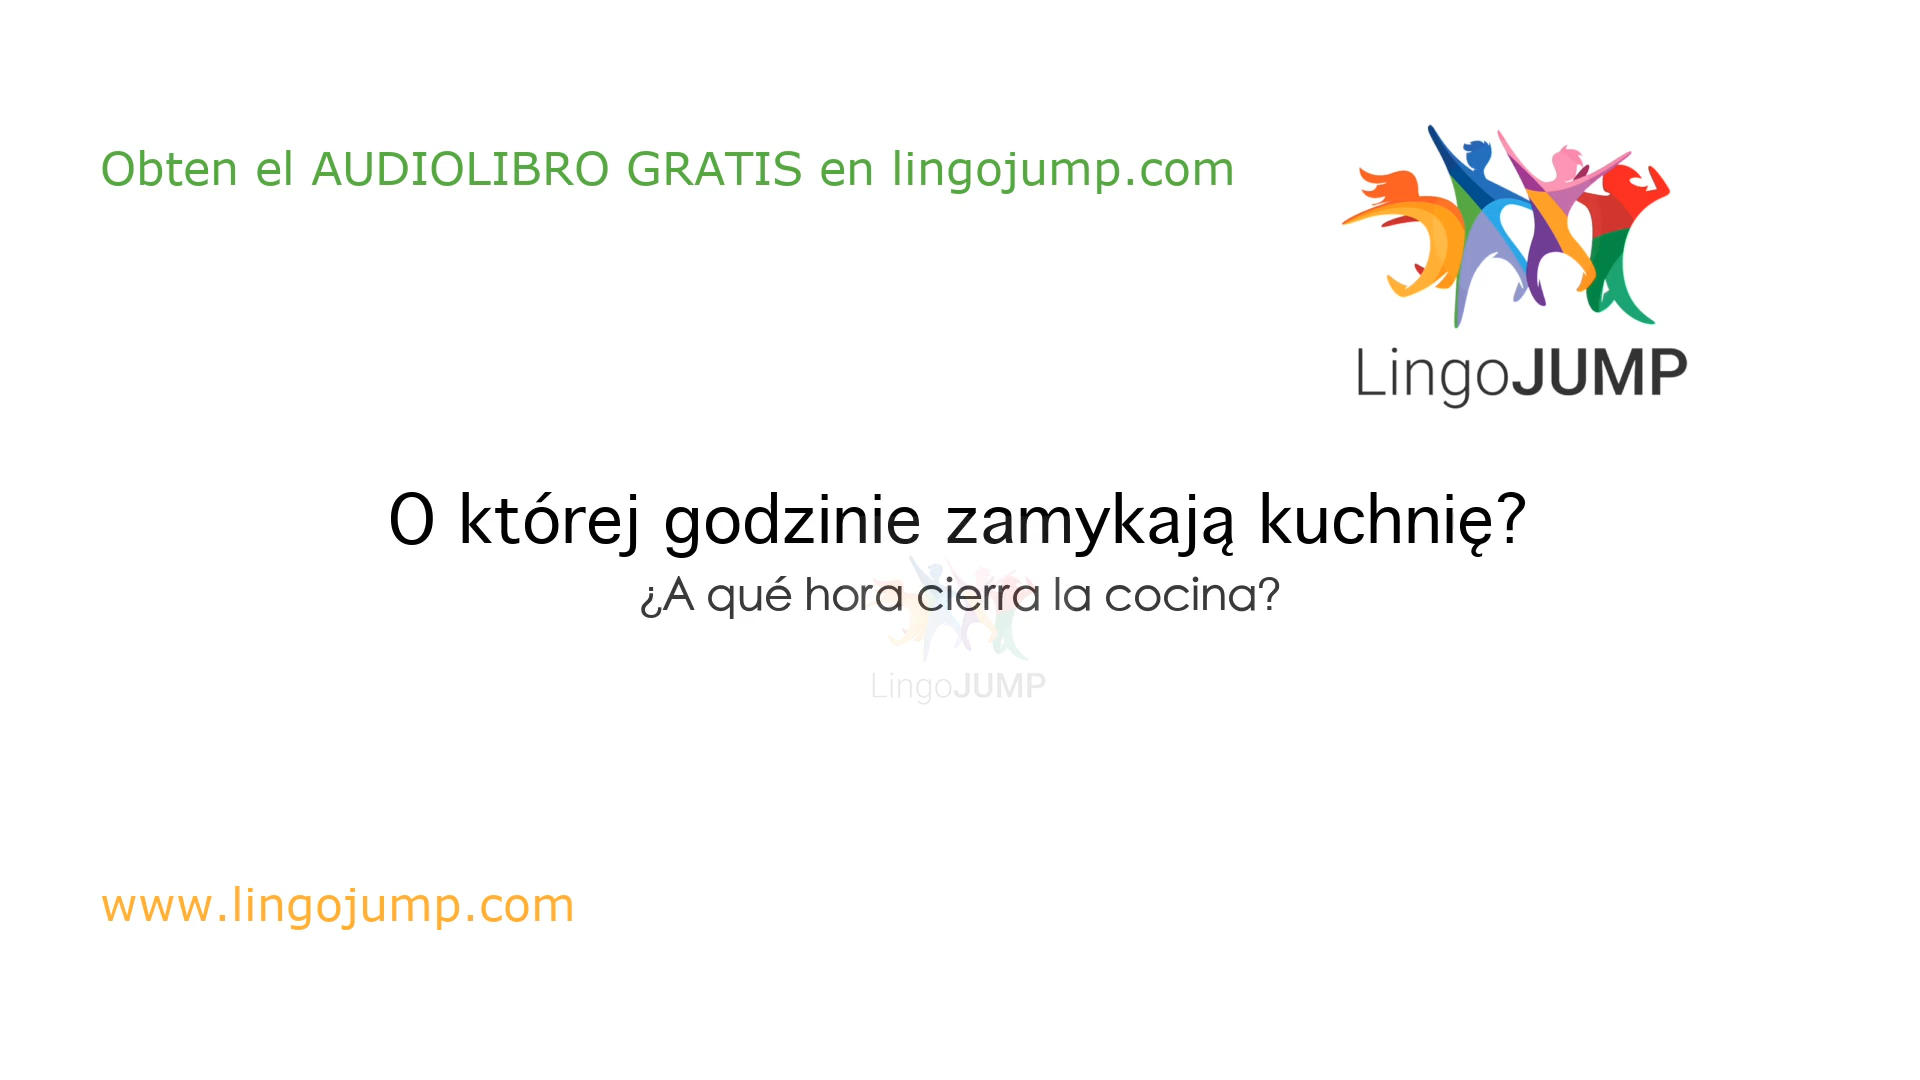 Obten el AUDIOLIBRO GRATIS en lingojump.com
LingoJUMP
O której godzinie zamykają kuchnię?
¿A qué hora cierra la cocina?
LingoJUMP
www.lingojump.com